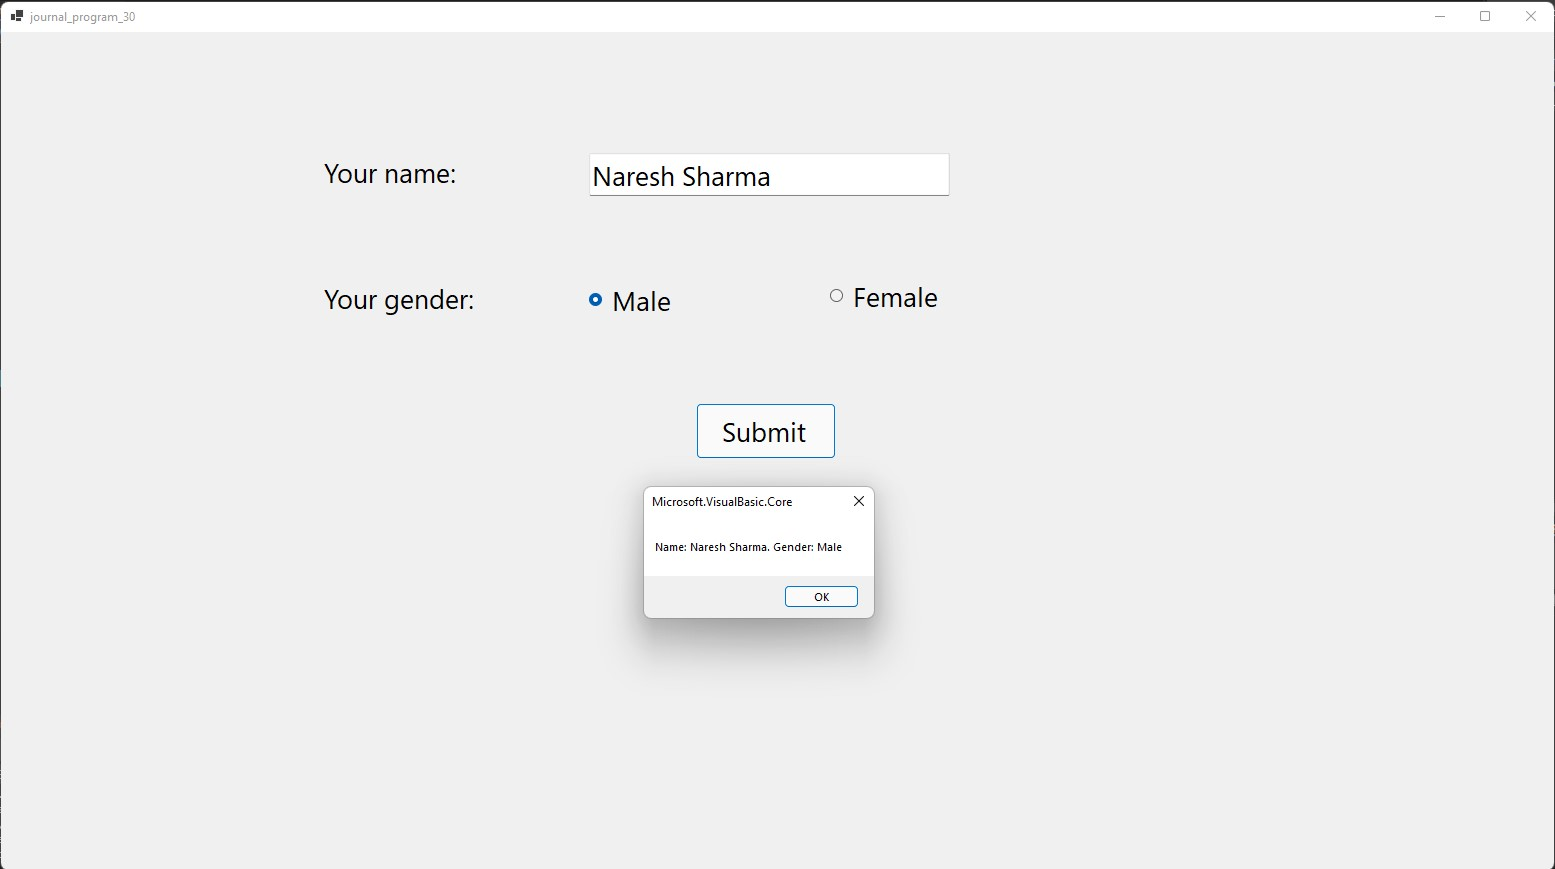 journal_program_30
Your name: Naresh Sharma
Your gender: Male Female
Submit
Microsoft.VisualBasic.Core
Name: Naresh Sharma. Gender: Male
OK